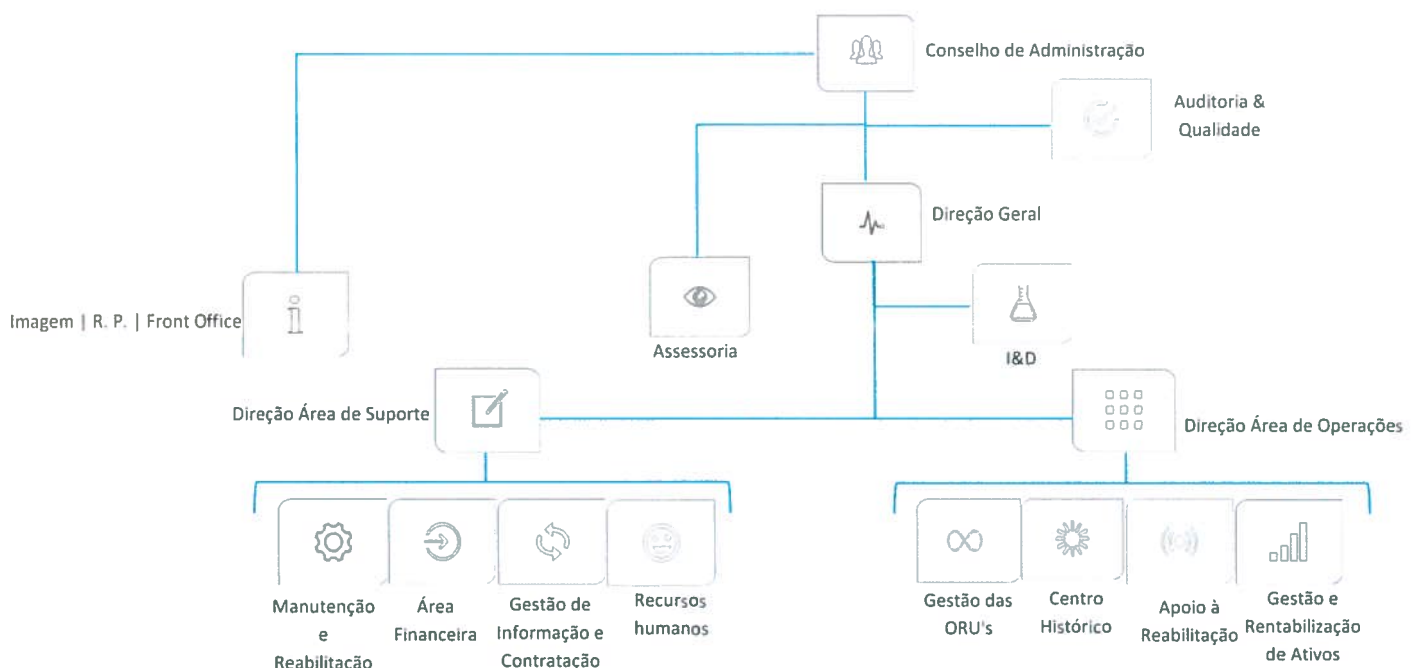 Conselho de Administração
Auditoria &
Qualidade
Direção Geral
Imagem | R. P. | Front Office
Assessoria
I&D
Direção Área de Suporte
Direção Área de Operações
Manutenção
e
Reabilitação
Área
Financeira
Gestão de
Informação e
Contratação
Recursos
humanos
Gestão das
ORU's
Centro
Histórico
Apoio à
Reabilitação
Gestão e
Rentabilização
de Ativos